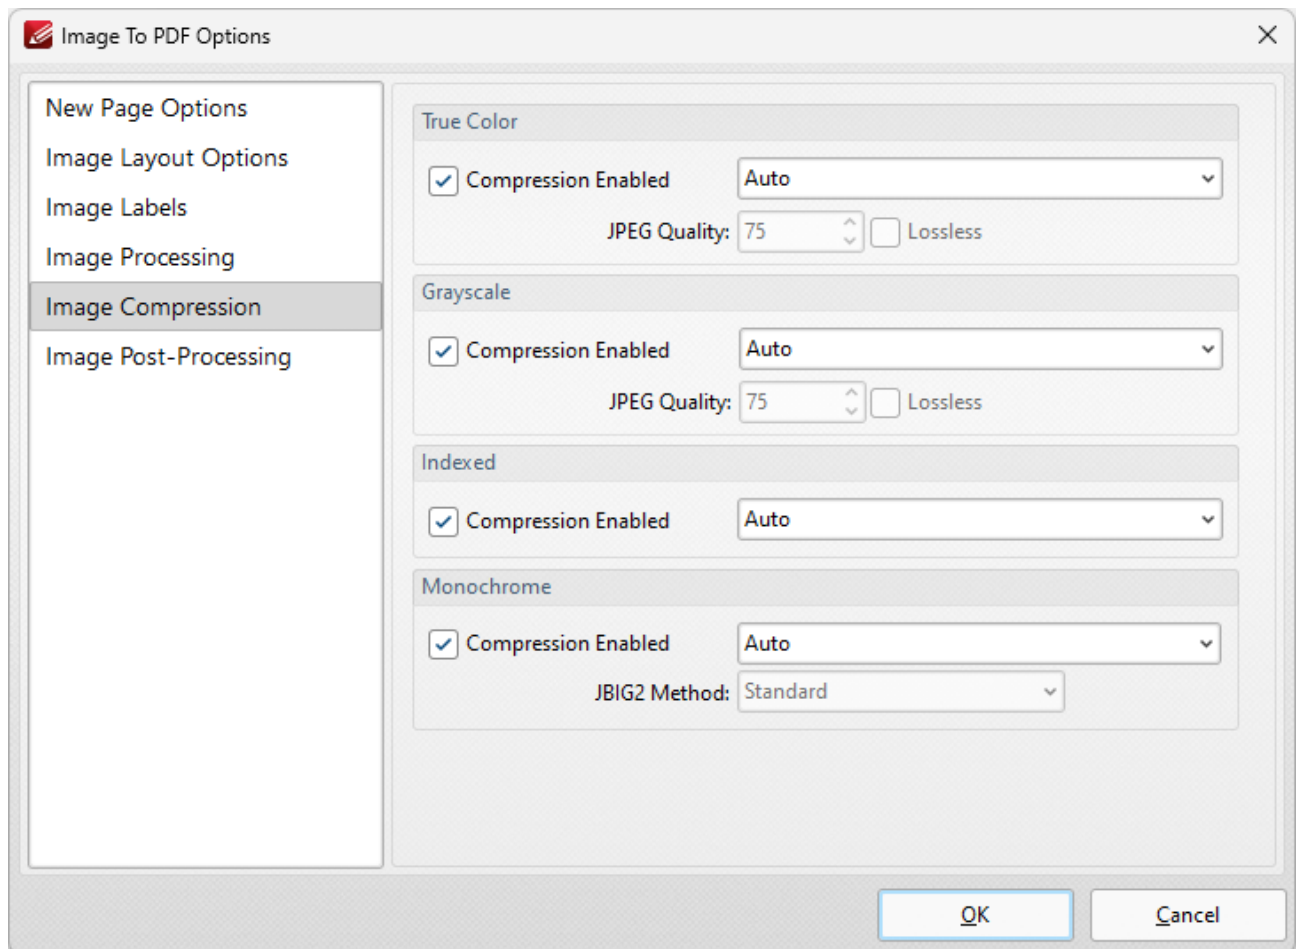 Image To PDF Options
New Page Options
Image Layout Options
Image Labels
Image Processing
Image Compression
Image Post-Processing
True Color
Compression Enabled Auto
JPEG Quality: 75 Lossless
Grayscale
Compression Enabled Auto
JPEG Quality: 75 Lossless
Indexed
Compression Enabled Auto
Monochrome
Compression Enabled Auto
JBIG2 Method: Standard
OK Cancel